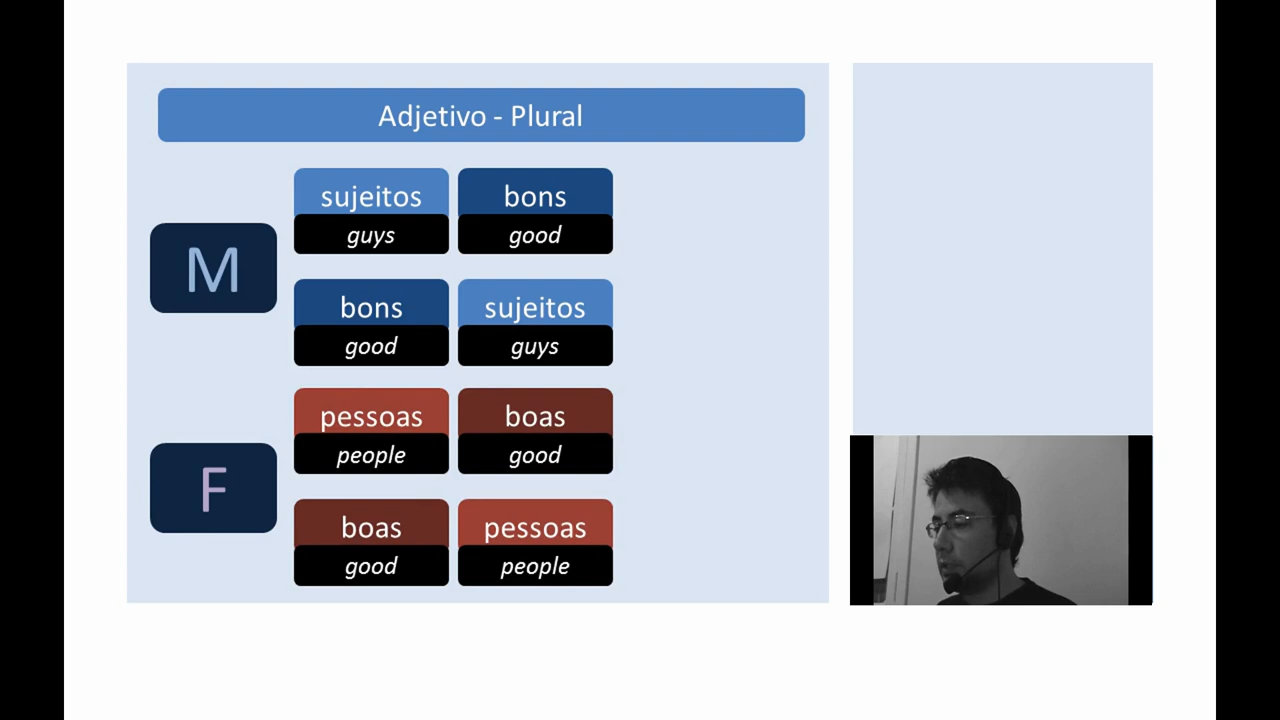 Adjetivo - Plural
sujeitos bons
guys good
M
bons sujeitos
good guys
pessoas boas
people good
F
boas pessoas
good people